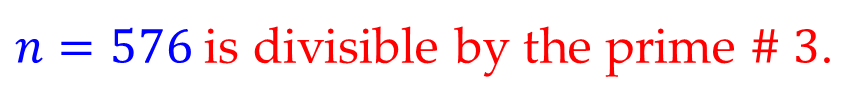 n = 576 is divisible by the prime # 3.